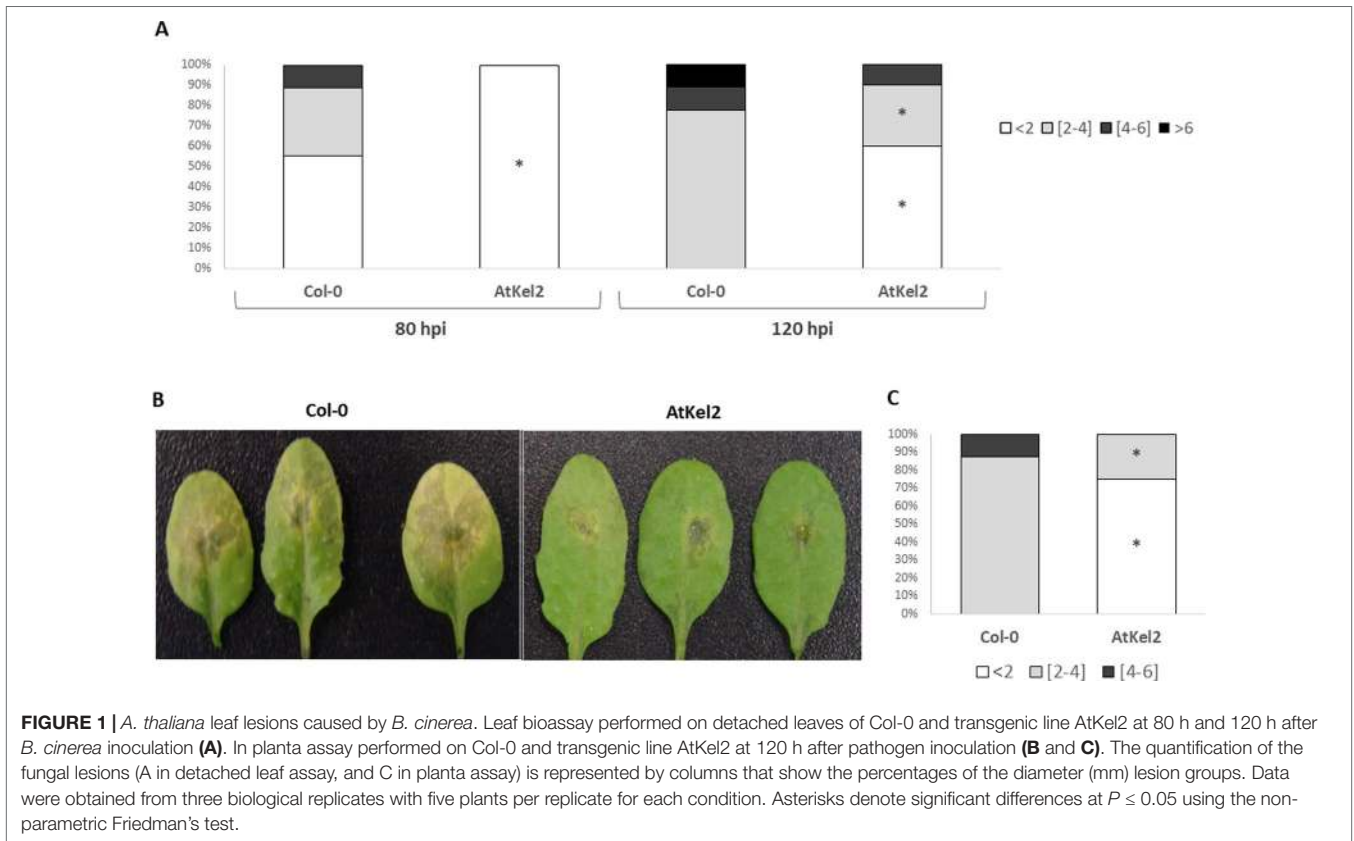 A
100%
90%
80%
70%
60%
50%
40%
30%
20%
10%
0%
*
*
*
<2 [2-4] [4-6] >6
Col-0 AtKel2 Col-0 AtKel2
80 hpi 120 hpi
B
Col-0 AtKel2
C
100%
90%
80%
70%
60%
50%
40%
30%
20%
10%
0%
*
*
Col-0 AtKel2
<2 [2-4] [4-6]
FIGURE 1 | A. thaliana leaf lesions caused by B. cinerea. Leaf bioassay performed on detached leaves of Col-0 and transgenic line AtKel2 at 80 h and 120 h after
B. cinerea inoculation (A). In planta assay performed on Col-0 and transgenic line AtKel2 at 120 h after pathogen inoculation (B and C). The quantification of the
fungal lesions (A in detached leaf assay, and C in planta assay) is represented by columns that show the percentages of the diameter (mm) lesion groups. Data
were obtained from three biological replicates with five plants per replicate for each condition. Asterisks denote significant differences at P ≤ 0.05 using the non-
parametric Friedman's test.